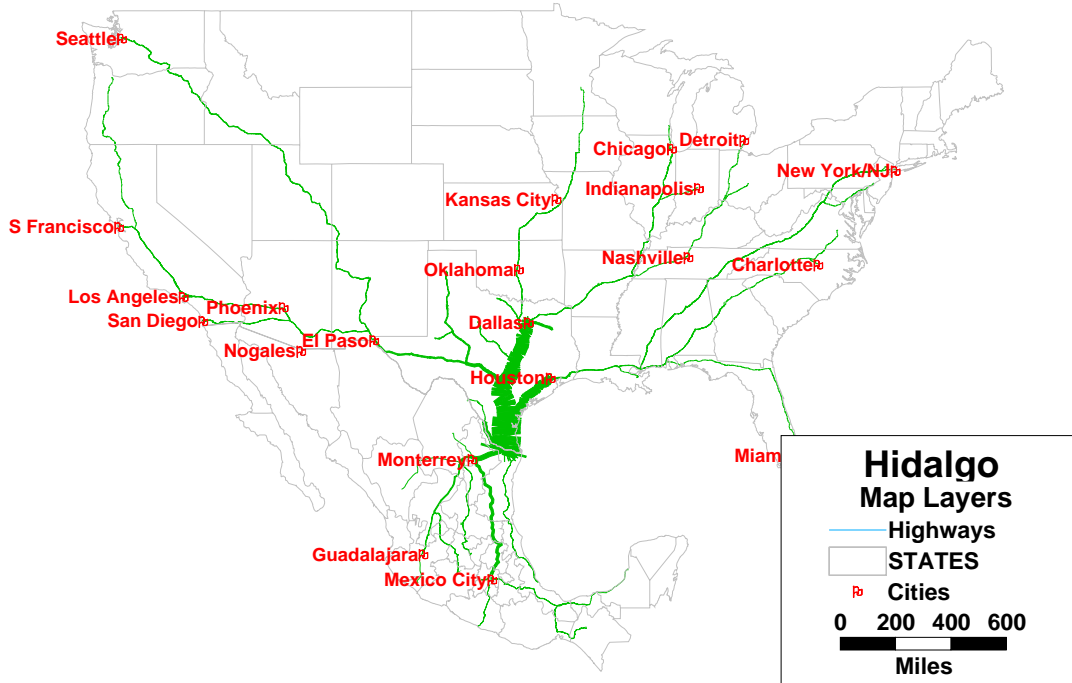 Seattle
Chicago
Detroit
New York/NJ
Kansas City
Indianapolis
S Francisco
Nashville
Charlotte
Oklahoma
Los Angeles
Phoenix
San Diego
Dallas
El Paso
Nogales
Houston
Monterrey
Miam
Guadalajara
Mexico City
Hidalgo
Map Layers
Highways
STATES
Cities
0 200 400 600
Miles